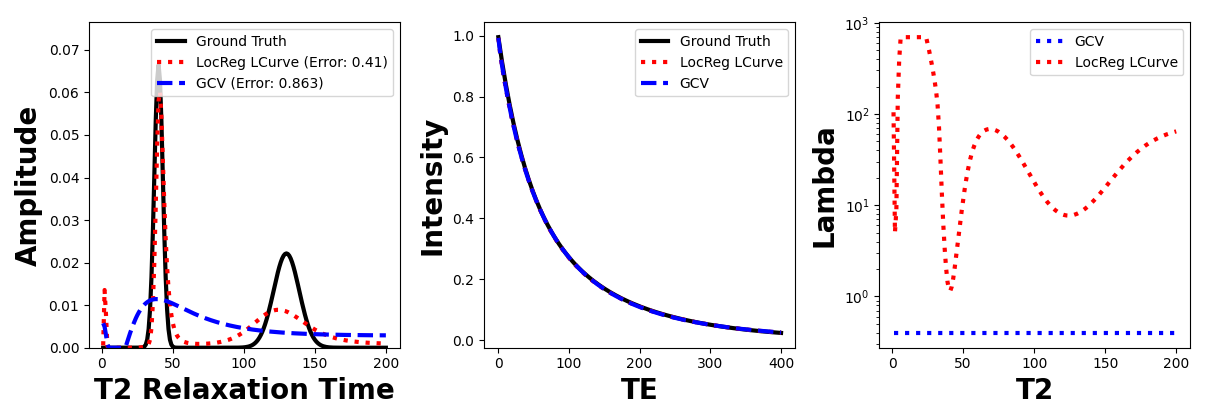 Amplitude
0.07
0.06
0.05
0.04
0.03
0.02
0.01
0.00
Ground Truth
LocReg LCurve (Error: 0.41)
GCV (Error: 0.863)
0 50 100 150 200
T2 Relaxation Time
Intensity
1.0
0.8
0.6
0.4
0.2
0.0
Ground Truth
LocReg LCurve
GCV
0 100 200 300 400
TE
Lambda
10³
10²
10¹
10⁰
GCV
LocReg LCurve
0 50 100 150 200
T2